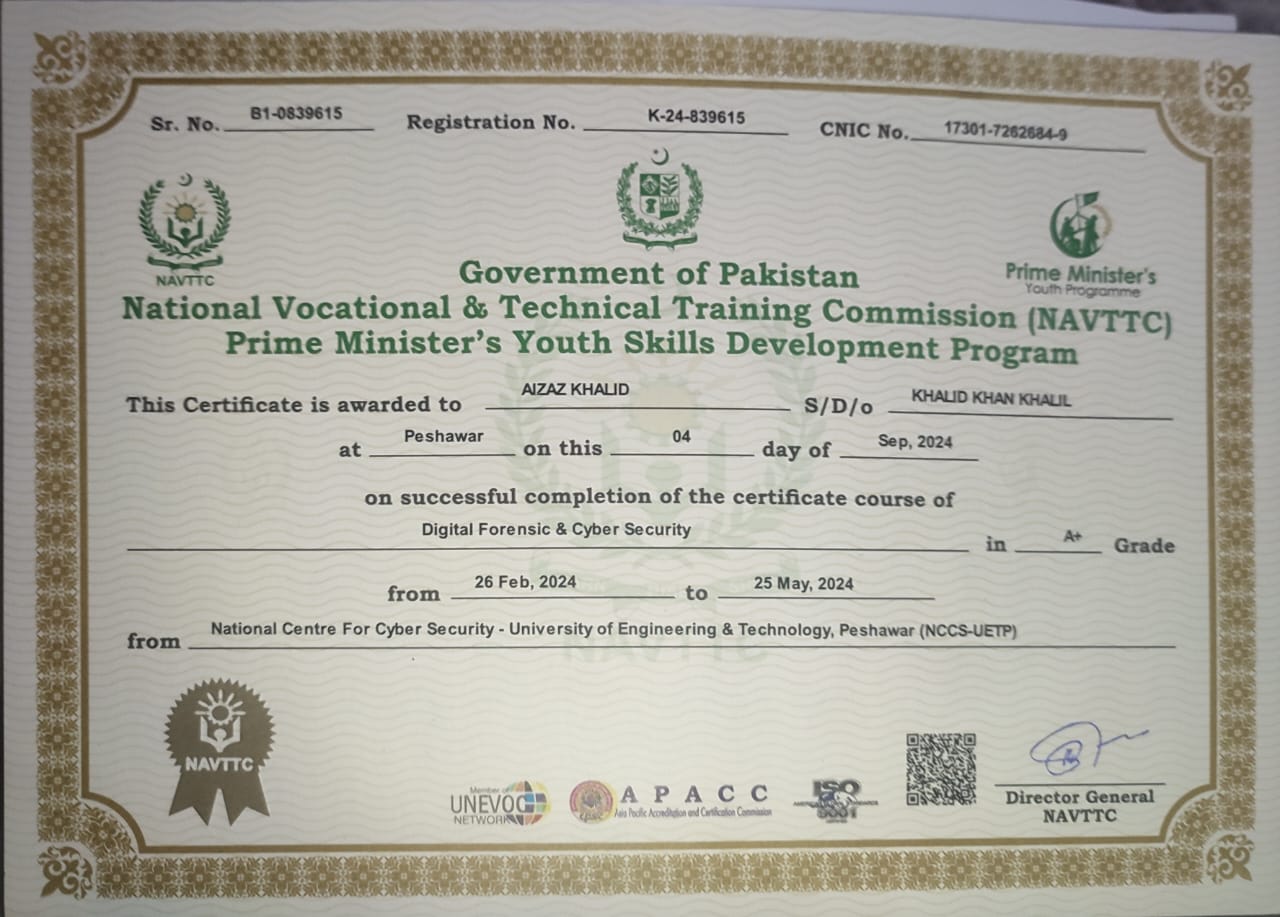 Sr. No. B1-0839615 Registration No. K-24-839615 CNIC No. 17301-7262684-9
NAVTTC
Prime Minister's
Youth Programme
Government of Pakistan
National Vocational & Technical Training Commission (NAVTTC)
Prime Minister's Youth Skills Development Program
This Certificate is awarded to AIZAZ KHALID S/D/o KHALID KHAN KHALIL
at Peshawar on this 04 day of Sep, 2024
on successful completion of the certificate course of
Digital Forensic & Cyber Security in A+ Grade
from 26 Feb, 2024 to 25 May, 2024
from National Centre For Cyber Security - University of Engineering & Technology, Peshawar (NCCS-UETP)
NAVTTC
NAVTTC
Member of
UNEVOC
NETWORK
APACC
Asia Pacific Accreditation and Certification Commission
ISO
9001
Director General
NAVTTC